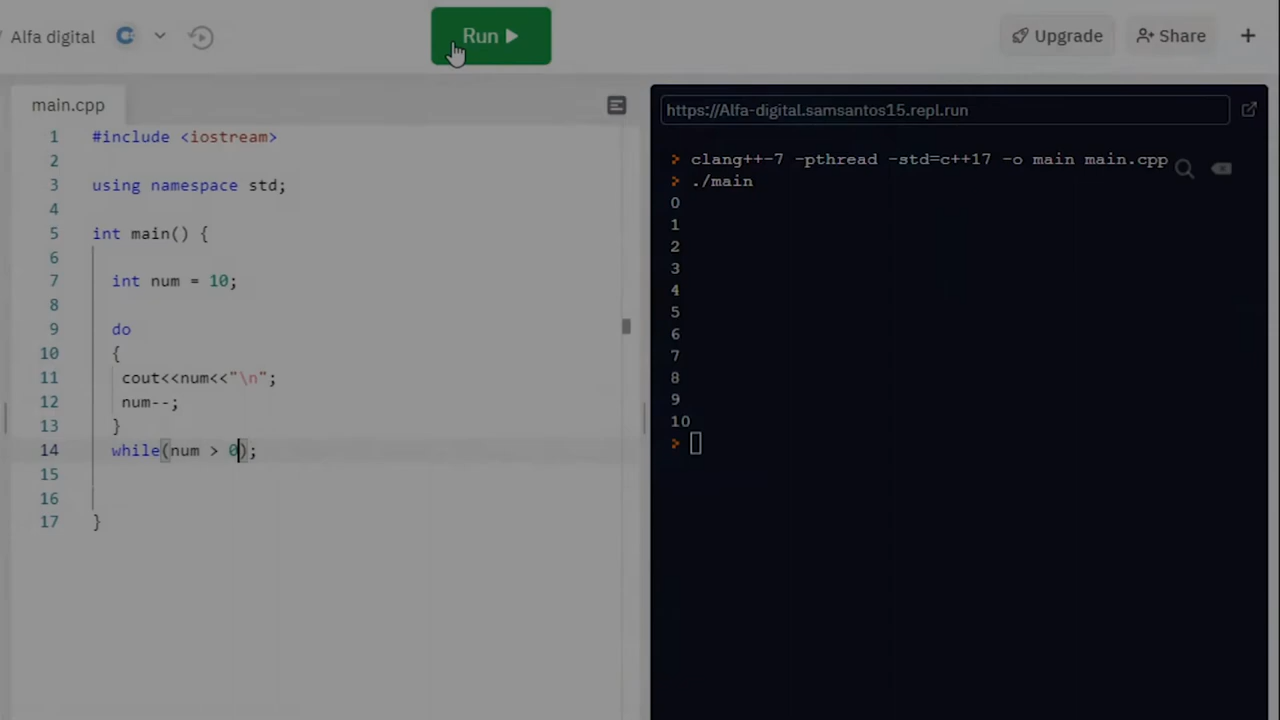 Alfa digital
Run
Upgrade
Share
main.cpp
1 #include <iostream>
2
3 using namespace std;
4
5 int main() {
6
7 int num = 10;
8
9 do
10 {
11 cout<<num<<"\n";
12 num--;
13 }
14 while(num > 0);
15
16
17 }
https://Alfa-digital.samsantos15.repl.run
> clang++-7 -pthread -std=c++17 -o main main.cpp
> ./main
0
1
2
3
4
5
6
7
8
9
10
>